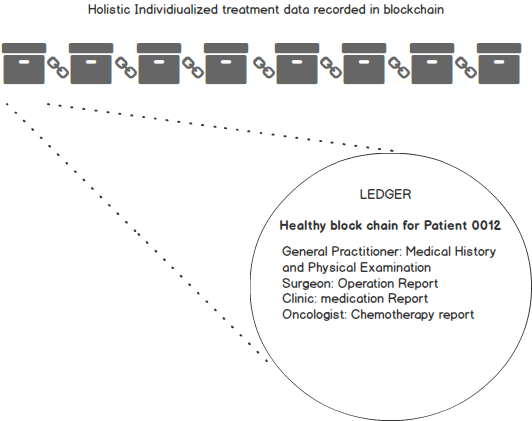 Holistic Individiualized treatment data recorded in blockchain
LEDGER
Healthy block chain for Patient 0012
General Practitioner: Medical History
and Physical Examination
Surgeon: Operation Report
Clinic: medication Report
Oncologist: Chemotherapy report